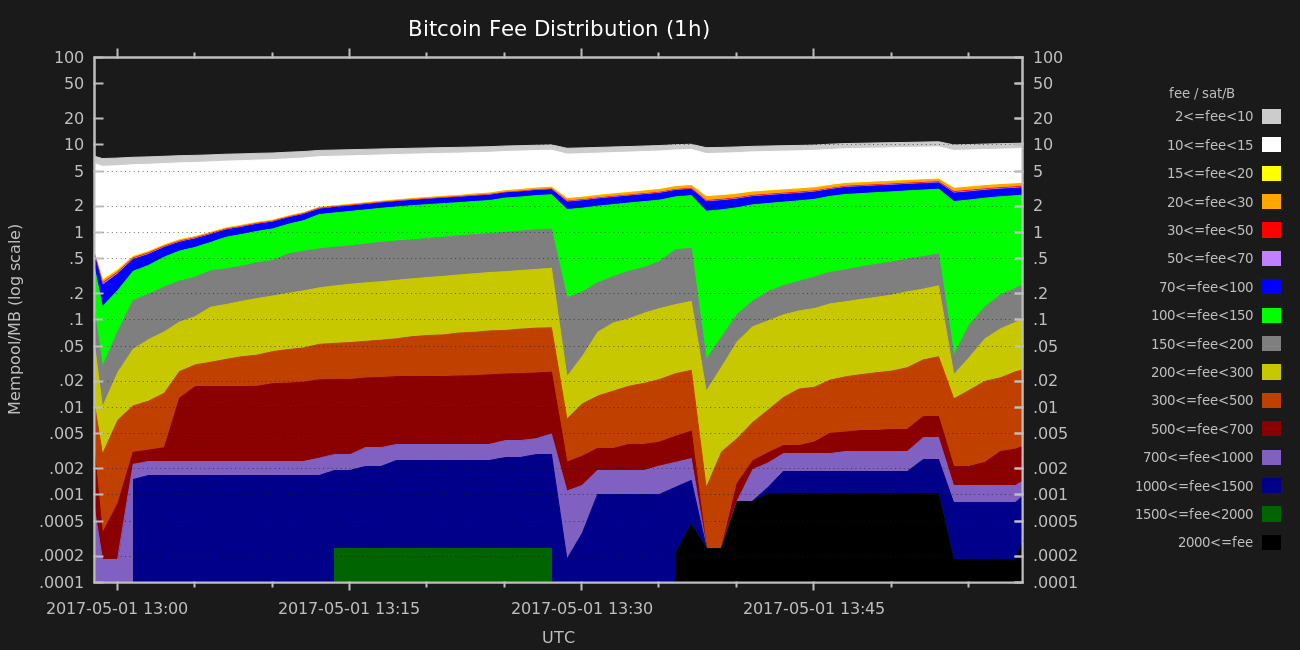 Bitcoin Fee Distribution (1h)
100
50
20
10
5
2
1
.5
.2
.1
.05
.02
.01
.005
.002
.001
.0005
.0002
.0001
Mempool/MB (log scale)
100
50
20
10
5
2
1
.5
.2
.1
.05
.02
.01
.005
.002
.001
.0005
.0002
.0001
2017-05-01 13:00 2017-05-01 13:15 2017-05-01 13:30 2017-05-01 13:45
UTC
fee / sat/B
2<=fee<10
10<=fee<15
15<=fee<20
20<=fee<30
30<=fee<50
50<=fee<70
70<=fee<100
100<=fee<150
150<=fee<200
200<=fee<300
300<=fee<500
500<=fee<700
700<=fee<1000
1000<=fee<1500
1500<=fee<2000
2000<=fee